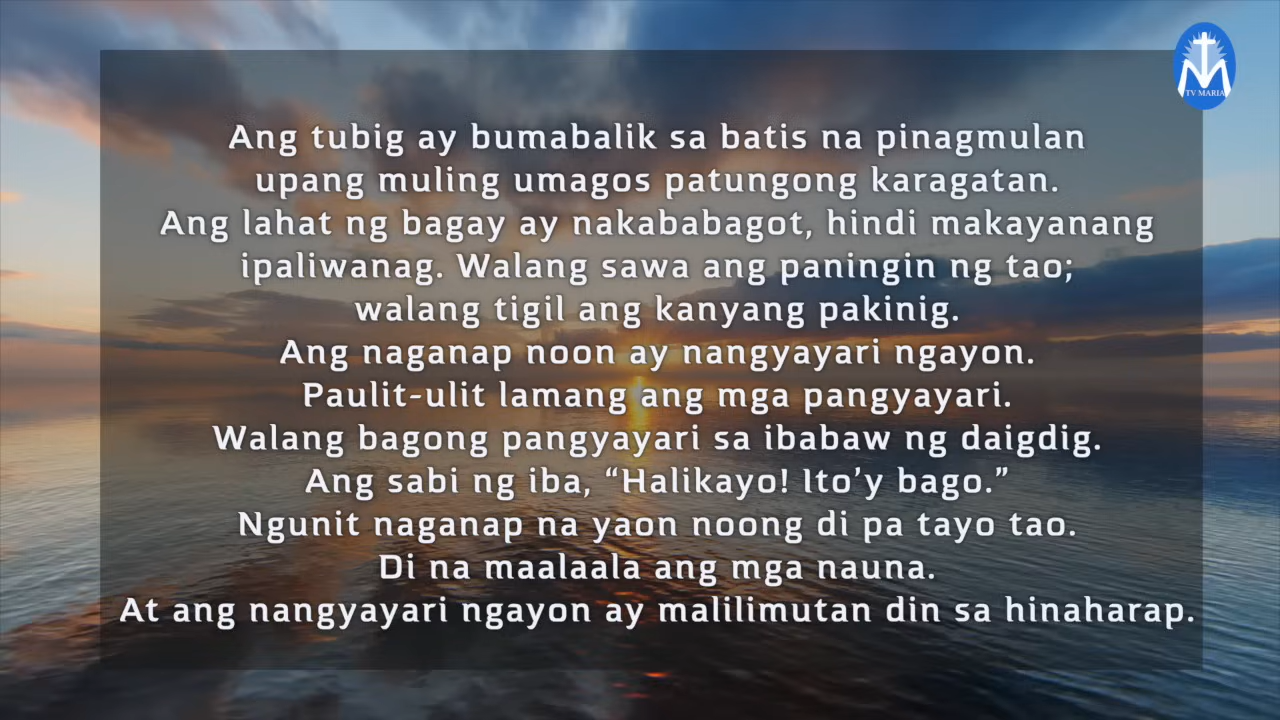 TV MARIA
Ang tubig ay bumabalik sa batis na pinagmulan
upang muling umagos patungong karagatan.
Ang lahat ng bagay ay nakababagot, hindi makayanang
ipaliwanag. Walang sawa ang paningin ng tao;
walang tigil ang kanyang pakinig.
Ang naganap noon ay nangyayari ngayon.
Paulit-ulit lamang ang mga pangyayari.
Walang bagong pangyayari sa ibabaw ng daigdig.
Ang sabi ng iba, “Halikayo! Ito’y bago.”
Ngunit naganap na yaon noong di pa tayo tao.
Di na maalaala ang mga nauna.
At ang nangyayari ngayon ay malilimutan din sa hinaharap.